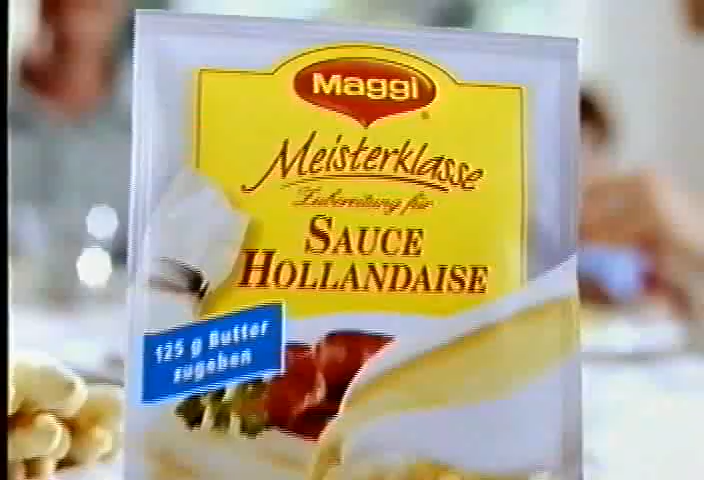 MAGGI
®
Meisterklasse
Zubereitung für
SAUCE
HOLLANDAISE
125 g Butter
zugeben